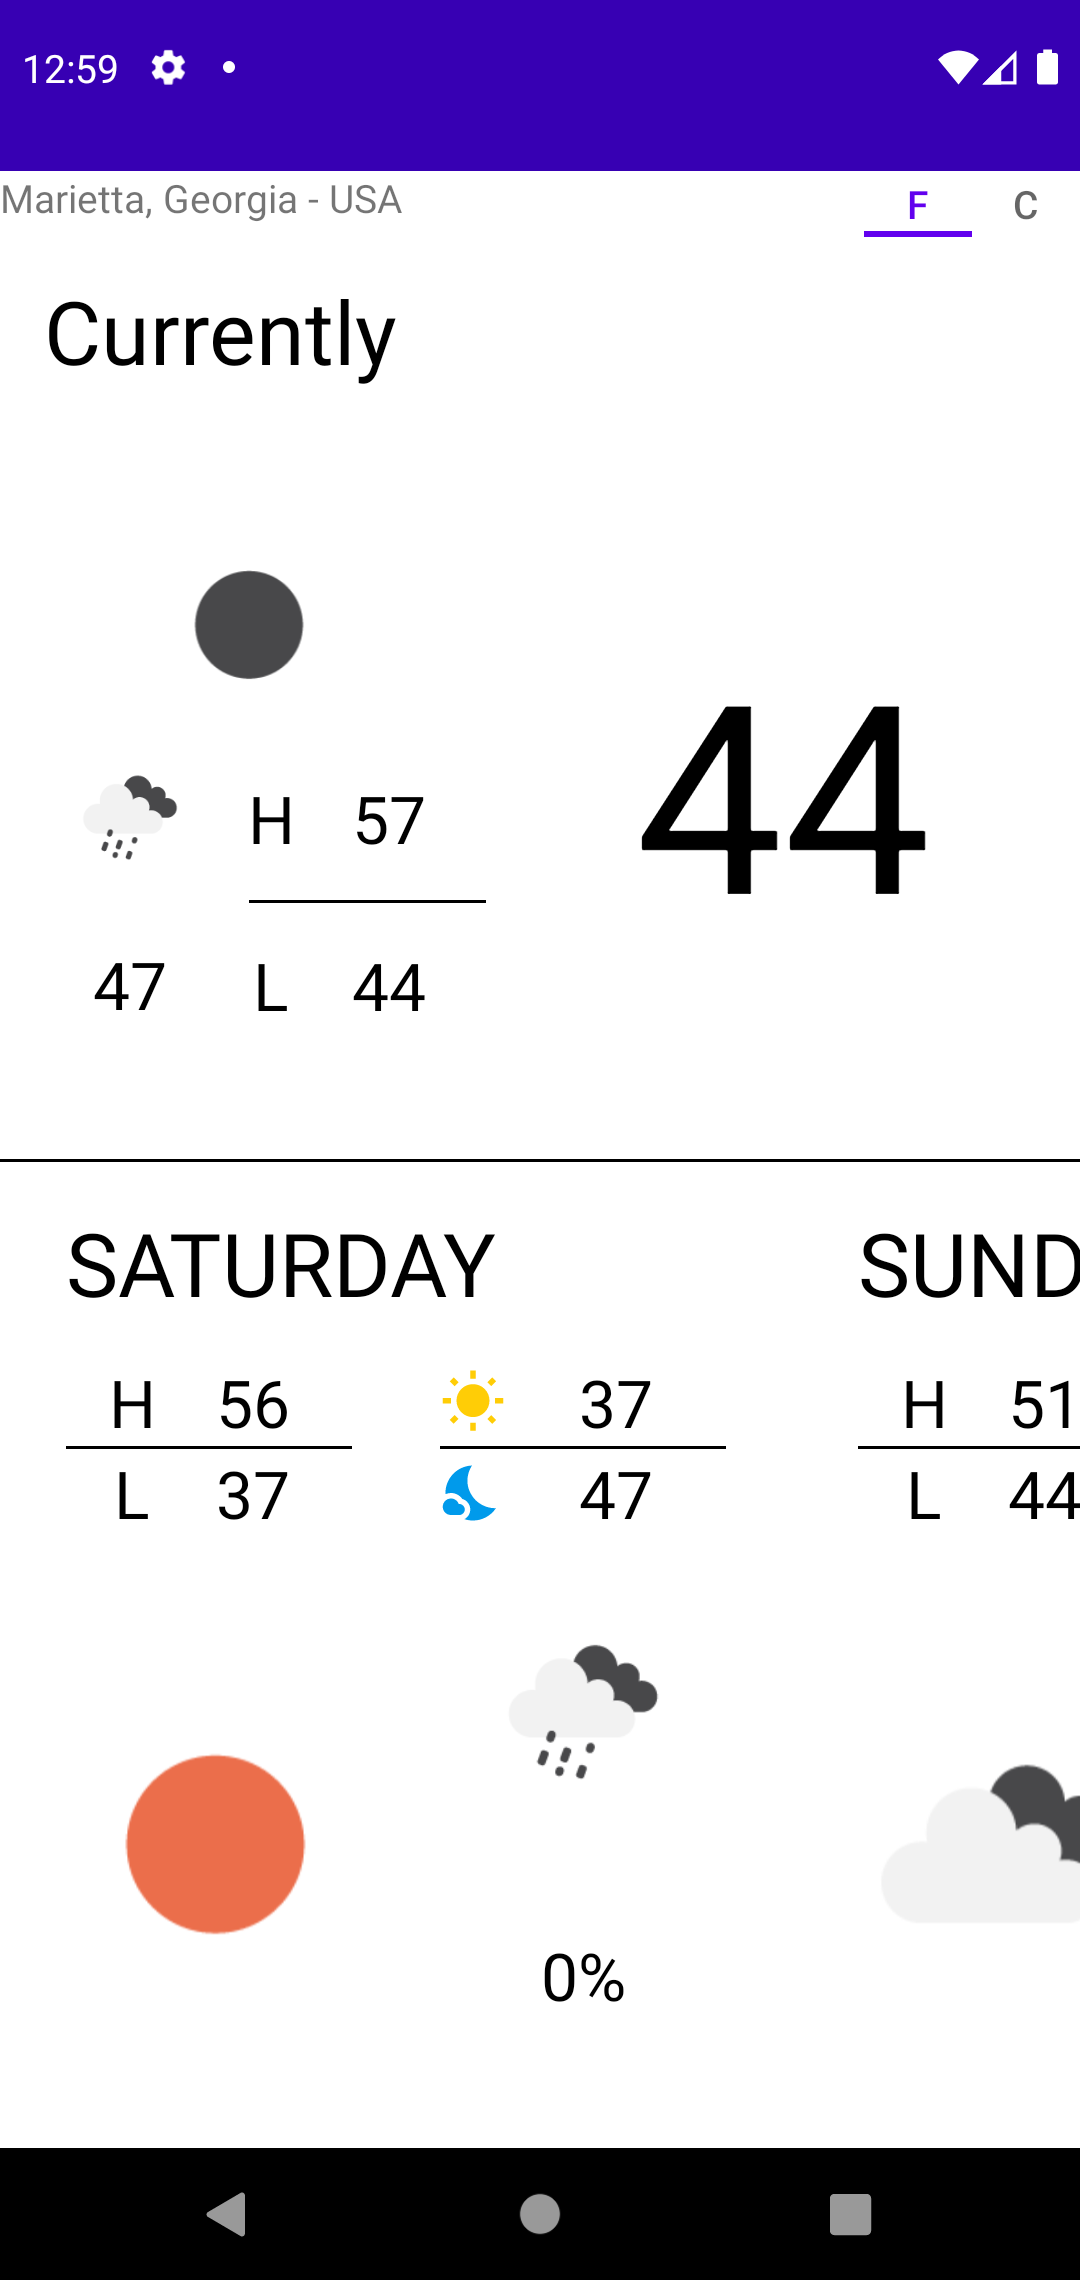 12:59
Marietta, Georgia - USA
F C
Currently
44
H 57
47 L 44
SATURDAY
H 56 37
L 37 47
0%
SUND
H 51
L 44